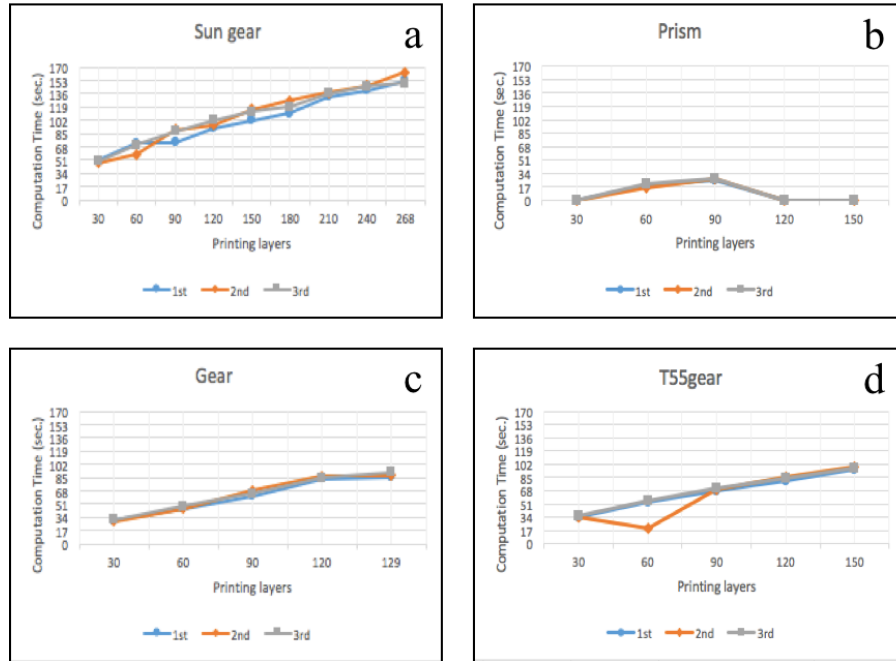 Sun gear
a
Computation Time (sec.)
170
153
136
119
102
85
68
51
34
17
0
30 60 90 120 150 180 210 240 268
Printing layers
1st 2nd 3rd
Prism
b
Computation Time (sec.)
170
153
136
119
102
85
68
51
34
17
0
30 60 90 120 150
Printing layers
1st 2nd 3rd
Gear
c
Computation Time (sec.)
170
153
136
119
102
85
68
51
34
17
0
30 60 90 120 129
Printing layers
1st 2nd 3rd
T55gear
d
Computation Time (sec.)
170
153
136
119
102
85
68
51
34
17
0
30 60 90 120 150
Printing layers
1st 2nd 3rd